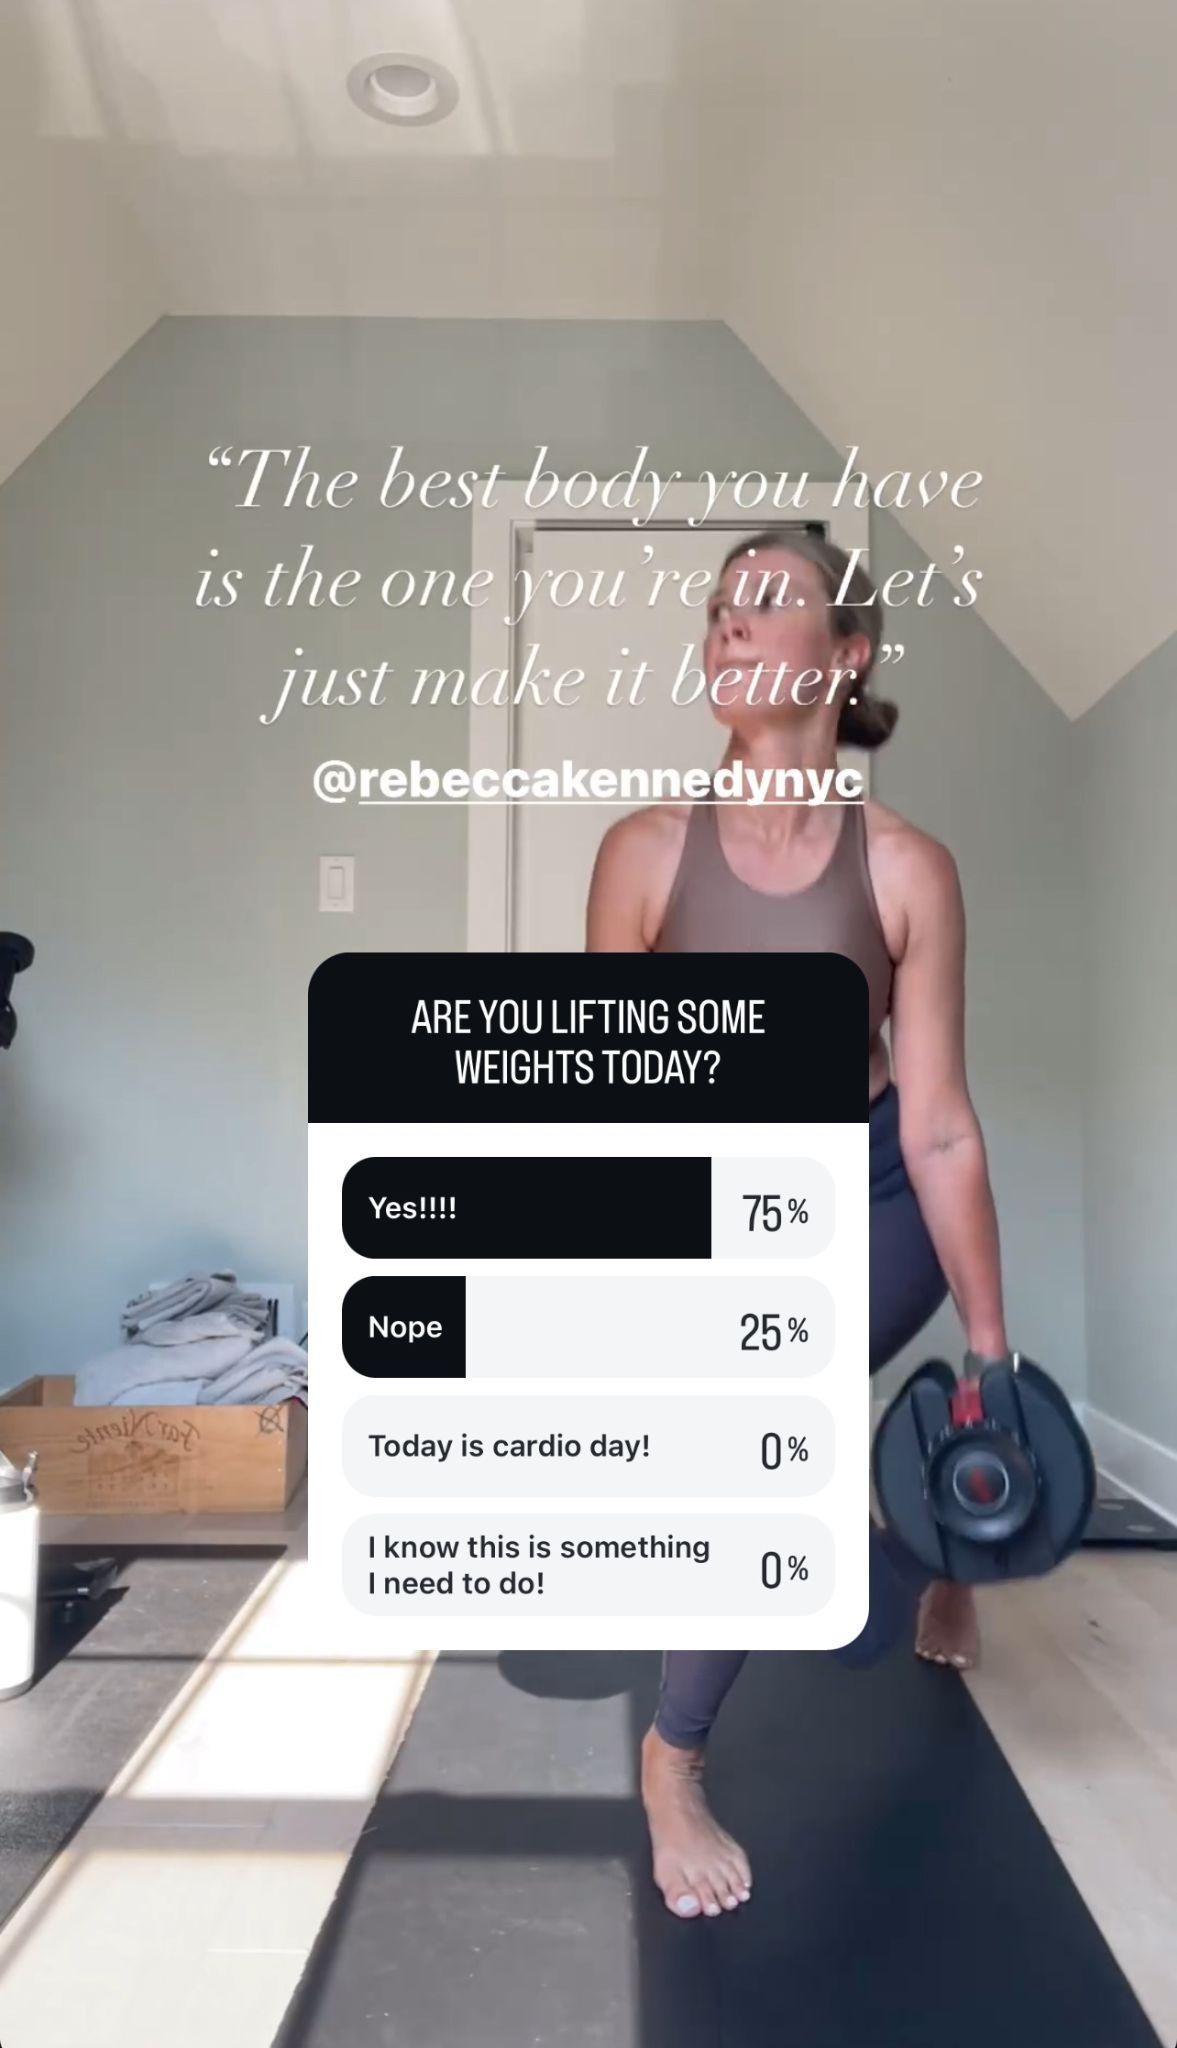 “The best body you have
is the one you’re in. Let’s
just make it better.”
@rebeccakennedynyc
ARE YOU LIFTING SOME
WEIGHTS TODAY?
Yes!!!! 75%
Nope 25%
Today is cardio day! 0%
I know this is something
I need to do! 0%
Far Niente